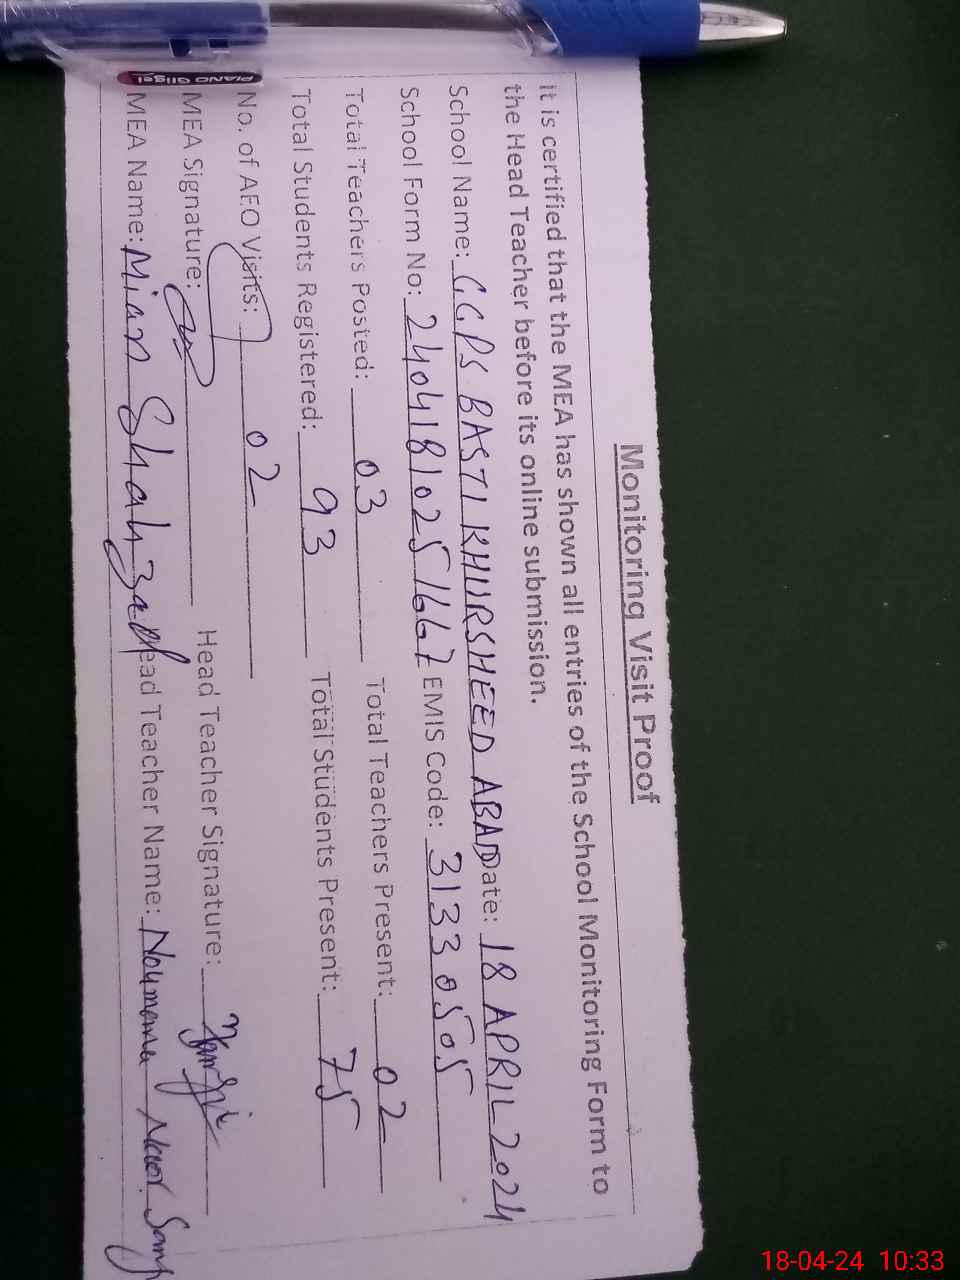 Monitoring Visit Proof
it is certified that the MEA has shown all entries of the School Monitoring Form to
the Head Teacher before its online submission.
School Name: G.G.P.S BASTI KHURSHEED ABAD Date: 18 APRIL 2024
School Form No: 24041810251667 EMIS Code: 31330505
Total Teachers Posted: 03 Total Teachers Present: 02
Total Students Registered: 93 Total Students Present: 75
No. of AEO Visits: 02
MEA Signature: Head Teacher Signature:
MEA Name: Mian Shahzad Head Teacher Name:
PIANO Gligel
18-04-24 10:33